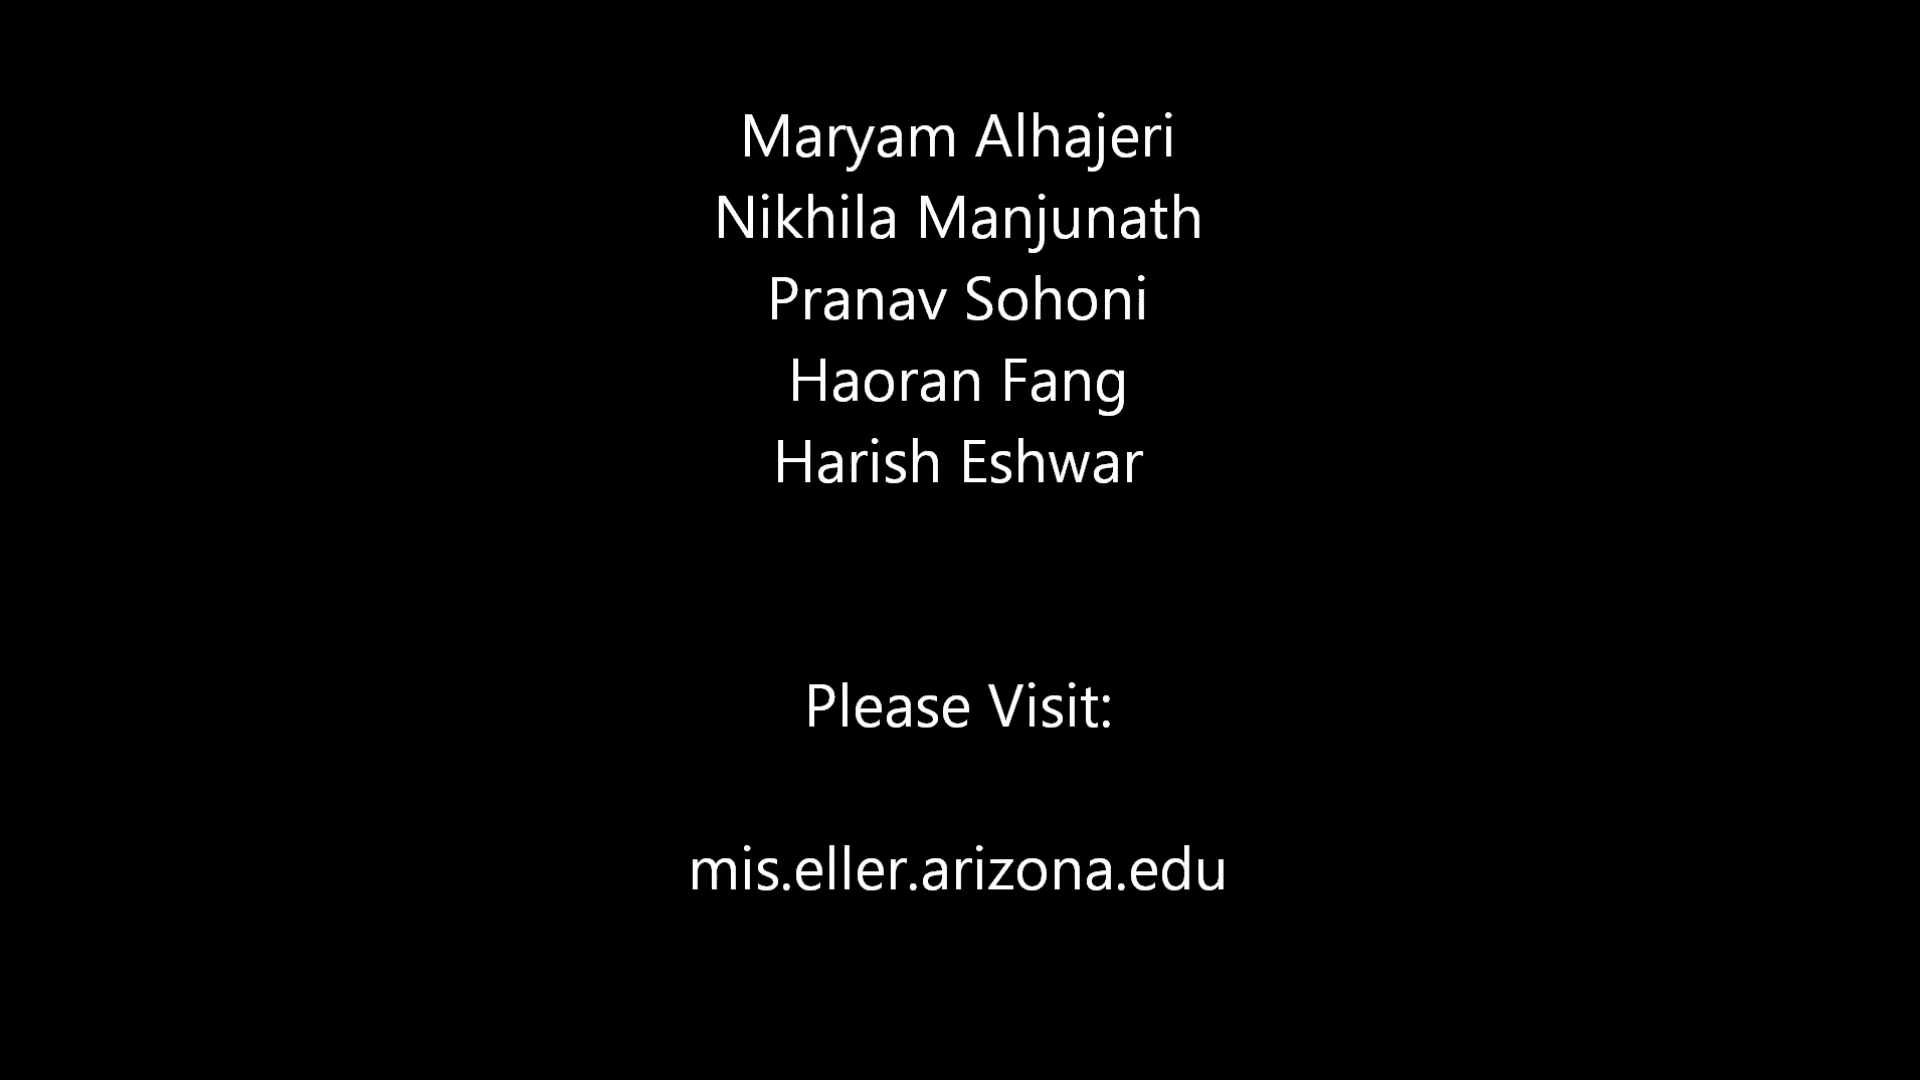 Maryam Alhajeri
Nikhila Manjunath
Pranav Sohoni
Haoran Fang
Harish Eshwar
Please Visit:
mis.eller.arizona.edu